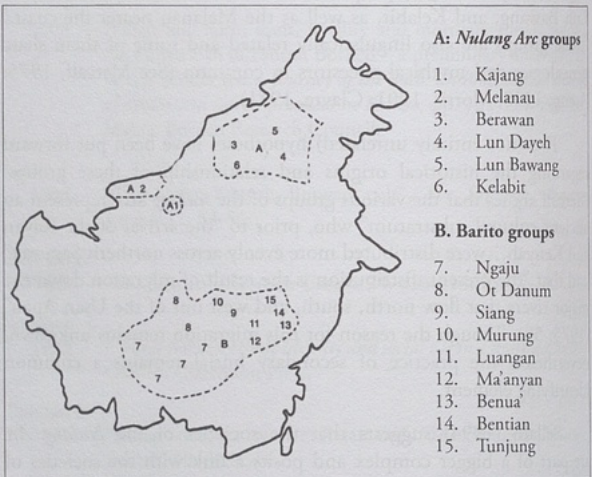 A: Nulang Arc groups
1. Kajang
2. Melanau
3. Berawan
4. Lun Dayeh
5. Lun Bawang
6. Kelabit
B. Barito groups
7. Ngaju
8. Ot Danum
9. Siang
10. Murung
11. Luangan
12. Ma'anyan
13. Benua'
14. Bentian
15. Tunjung
5
3 A 4
6
A 2
A1
8 10 15
9 14
8 11 13
7 7 B 12
7
7